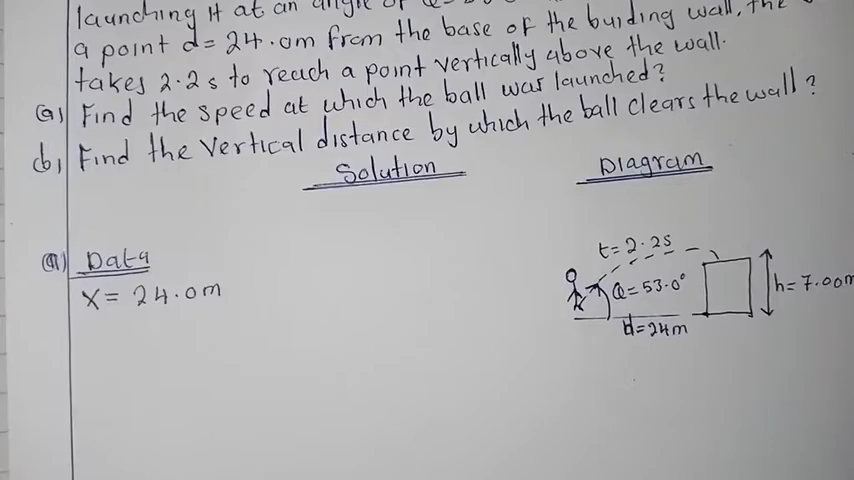 launching it at an angle of
a point d= 24.0m from the base of the building wall. the
takes 2.2s to reach a point vertically above the wall.
(a) Find the speed at which the ball was launched?
(b) Find the vertical distance by which the ball clears the wall?
Solution
Diagram
(a) Data
X = 24.0m
t= 2.2s
θ=53.0°
h=7.00m
d=24m